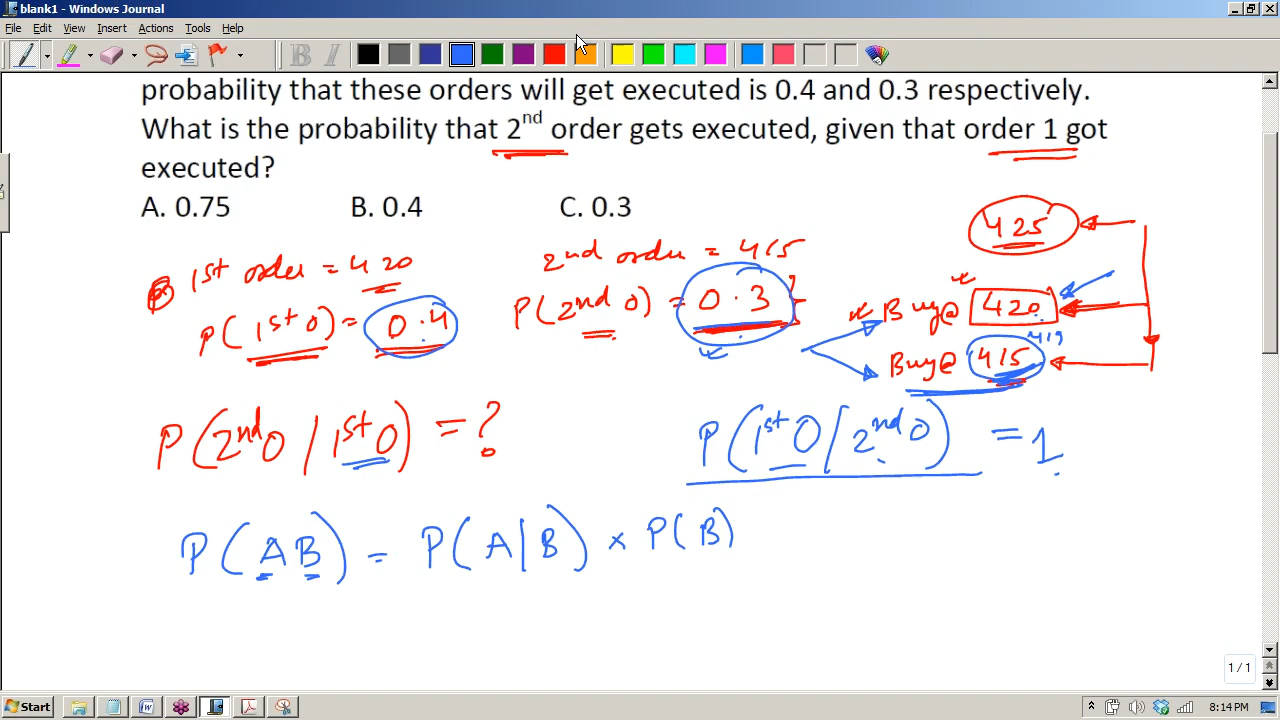 blank1 - Windows Journal
File Edit View Insert Actions Tools Help
probability that these orders will get executed is 0.4 and 0.3 respectively.
What is the probability that 2nd order gets executed, given that order 1 got
executed?
A. 0.75 B. 0.4 C. 0.3
425
1st order = 420 2nd order = 415
P(1st O) = 0.4 P(2nd O) = 0.3 Buy@ 420
419
Buy@ 415
P(2nd O / 1st O) = ? P(1st O / 2nd O) = 1
P(AB) = P(A|B) × P(B)
1 / 1
Start 8:14 PM